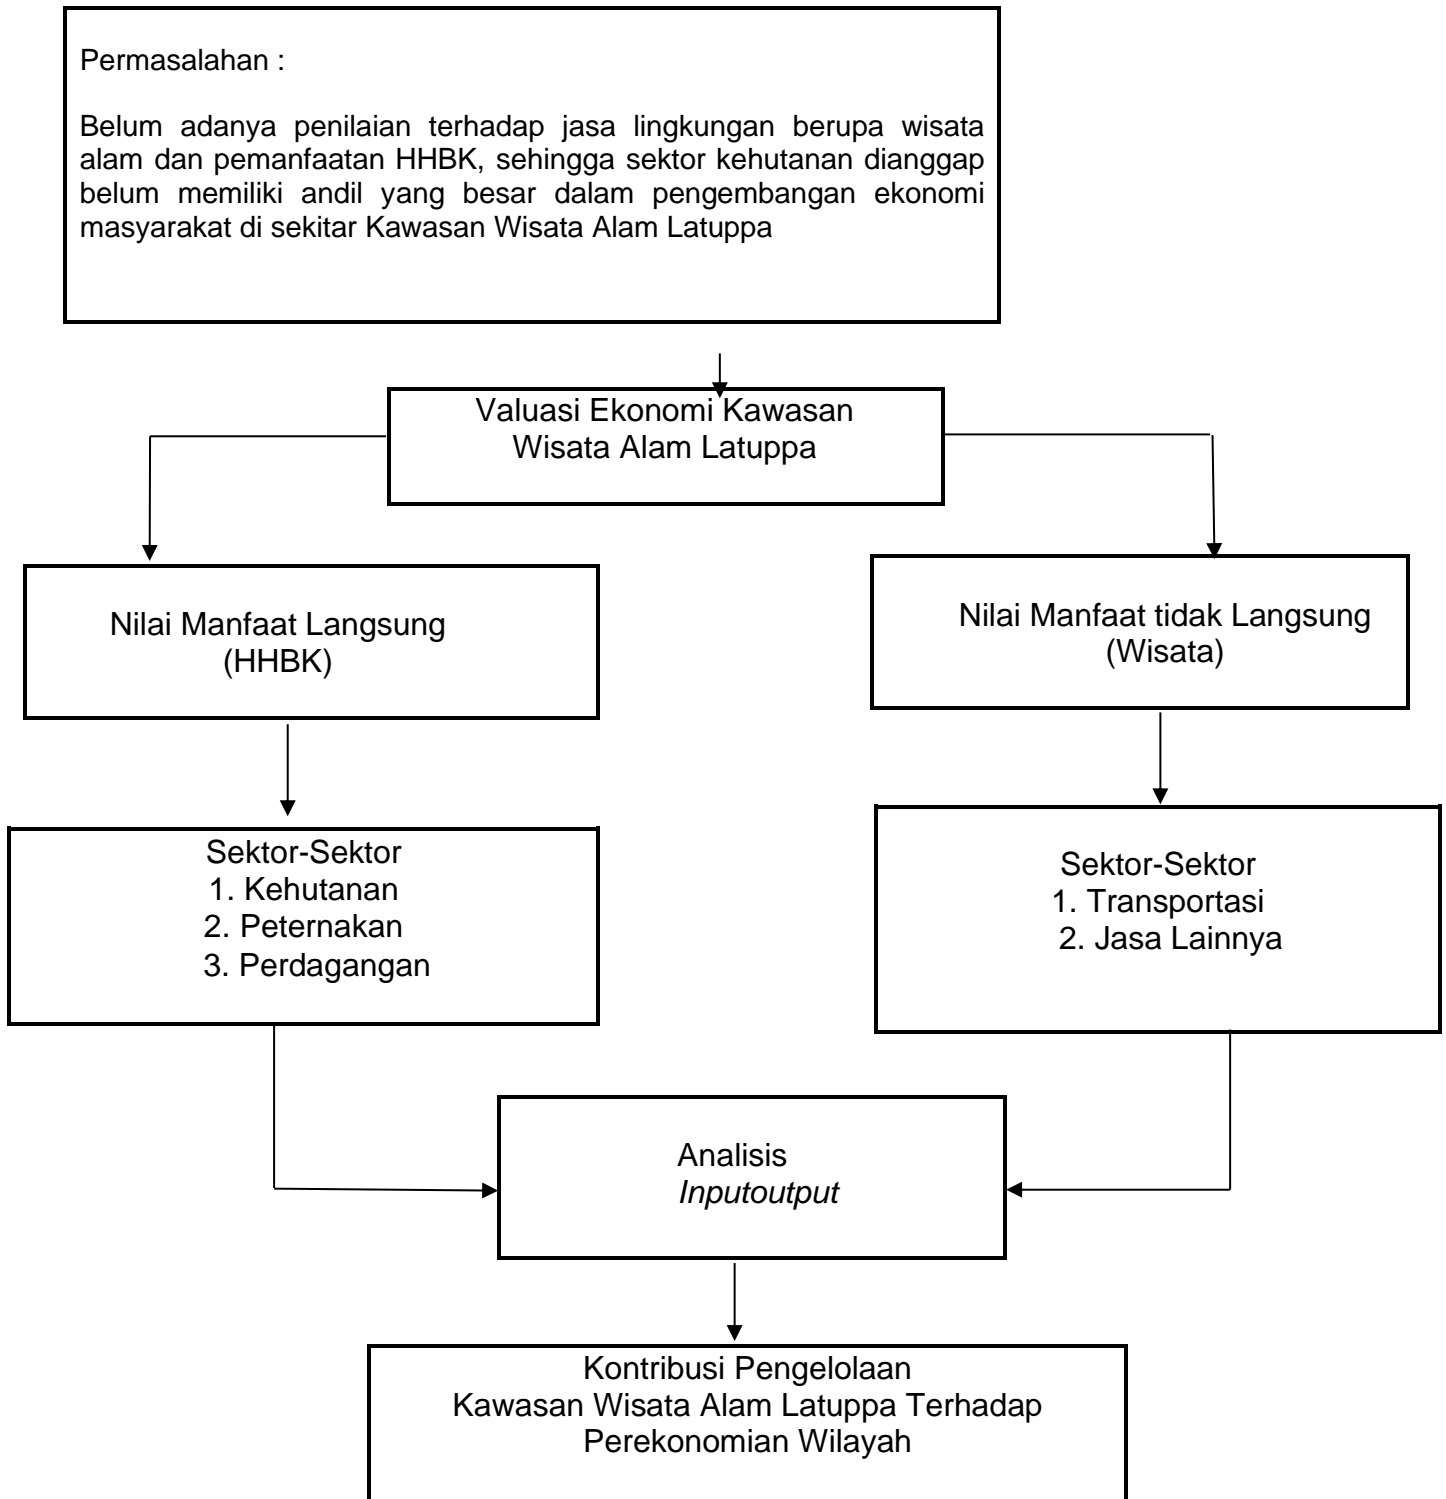 Permasalahan :
Belum adanya penilaian terhadap jasa lingkungan berupa wisata
alam dan pemanfaatan HHBK, sehingga sektor kehutanan dianggap
belum memiliki andil yang besar dalam pengembangan ekonomi
masyarakat di sekitar Kawasan Wisata Alam Latuppa
Valuasi Ekonomi Kawasan
Wisata Alam Latuppa
Nilai Manfaat Langsung
(HHBK)
Nilai Manfaat tidak Langsung
(Wisata)
Sektor-Sektor
1. Kehutanan
2. Peternakan
3. Perdagangan
Sektor-Sektor
1. Transportasi
2. Jasa Lainnya
Analisis
Inputoutput
Kontribusi Pengelolaan
Kawasan Wisata Alam Latuppa Terhadap
Perekonomian Wilayah